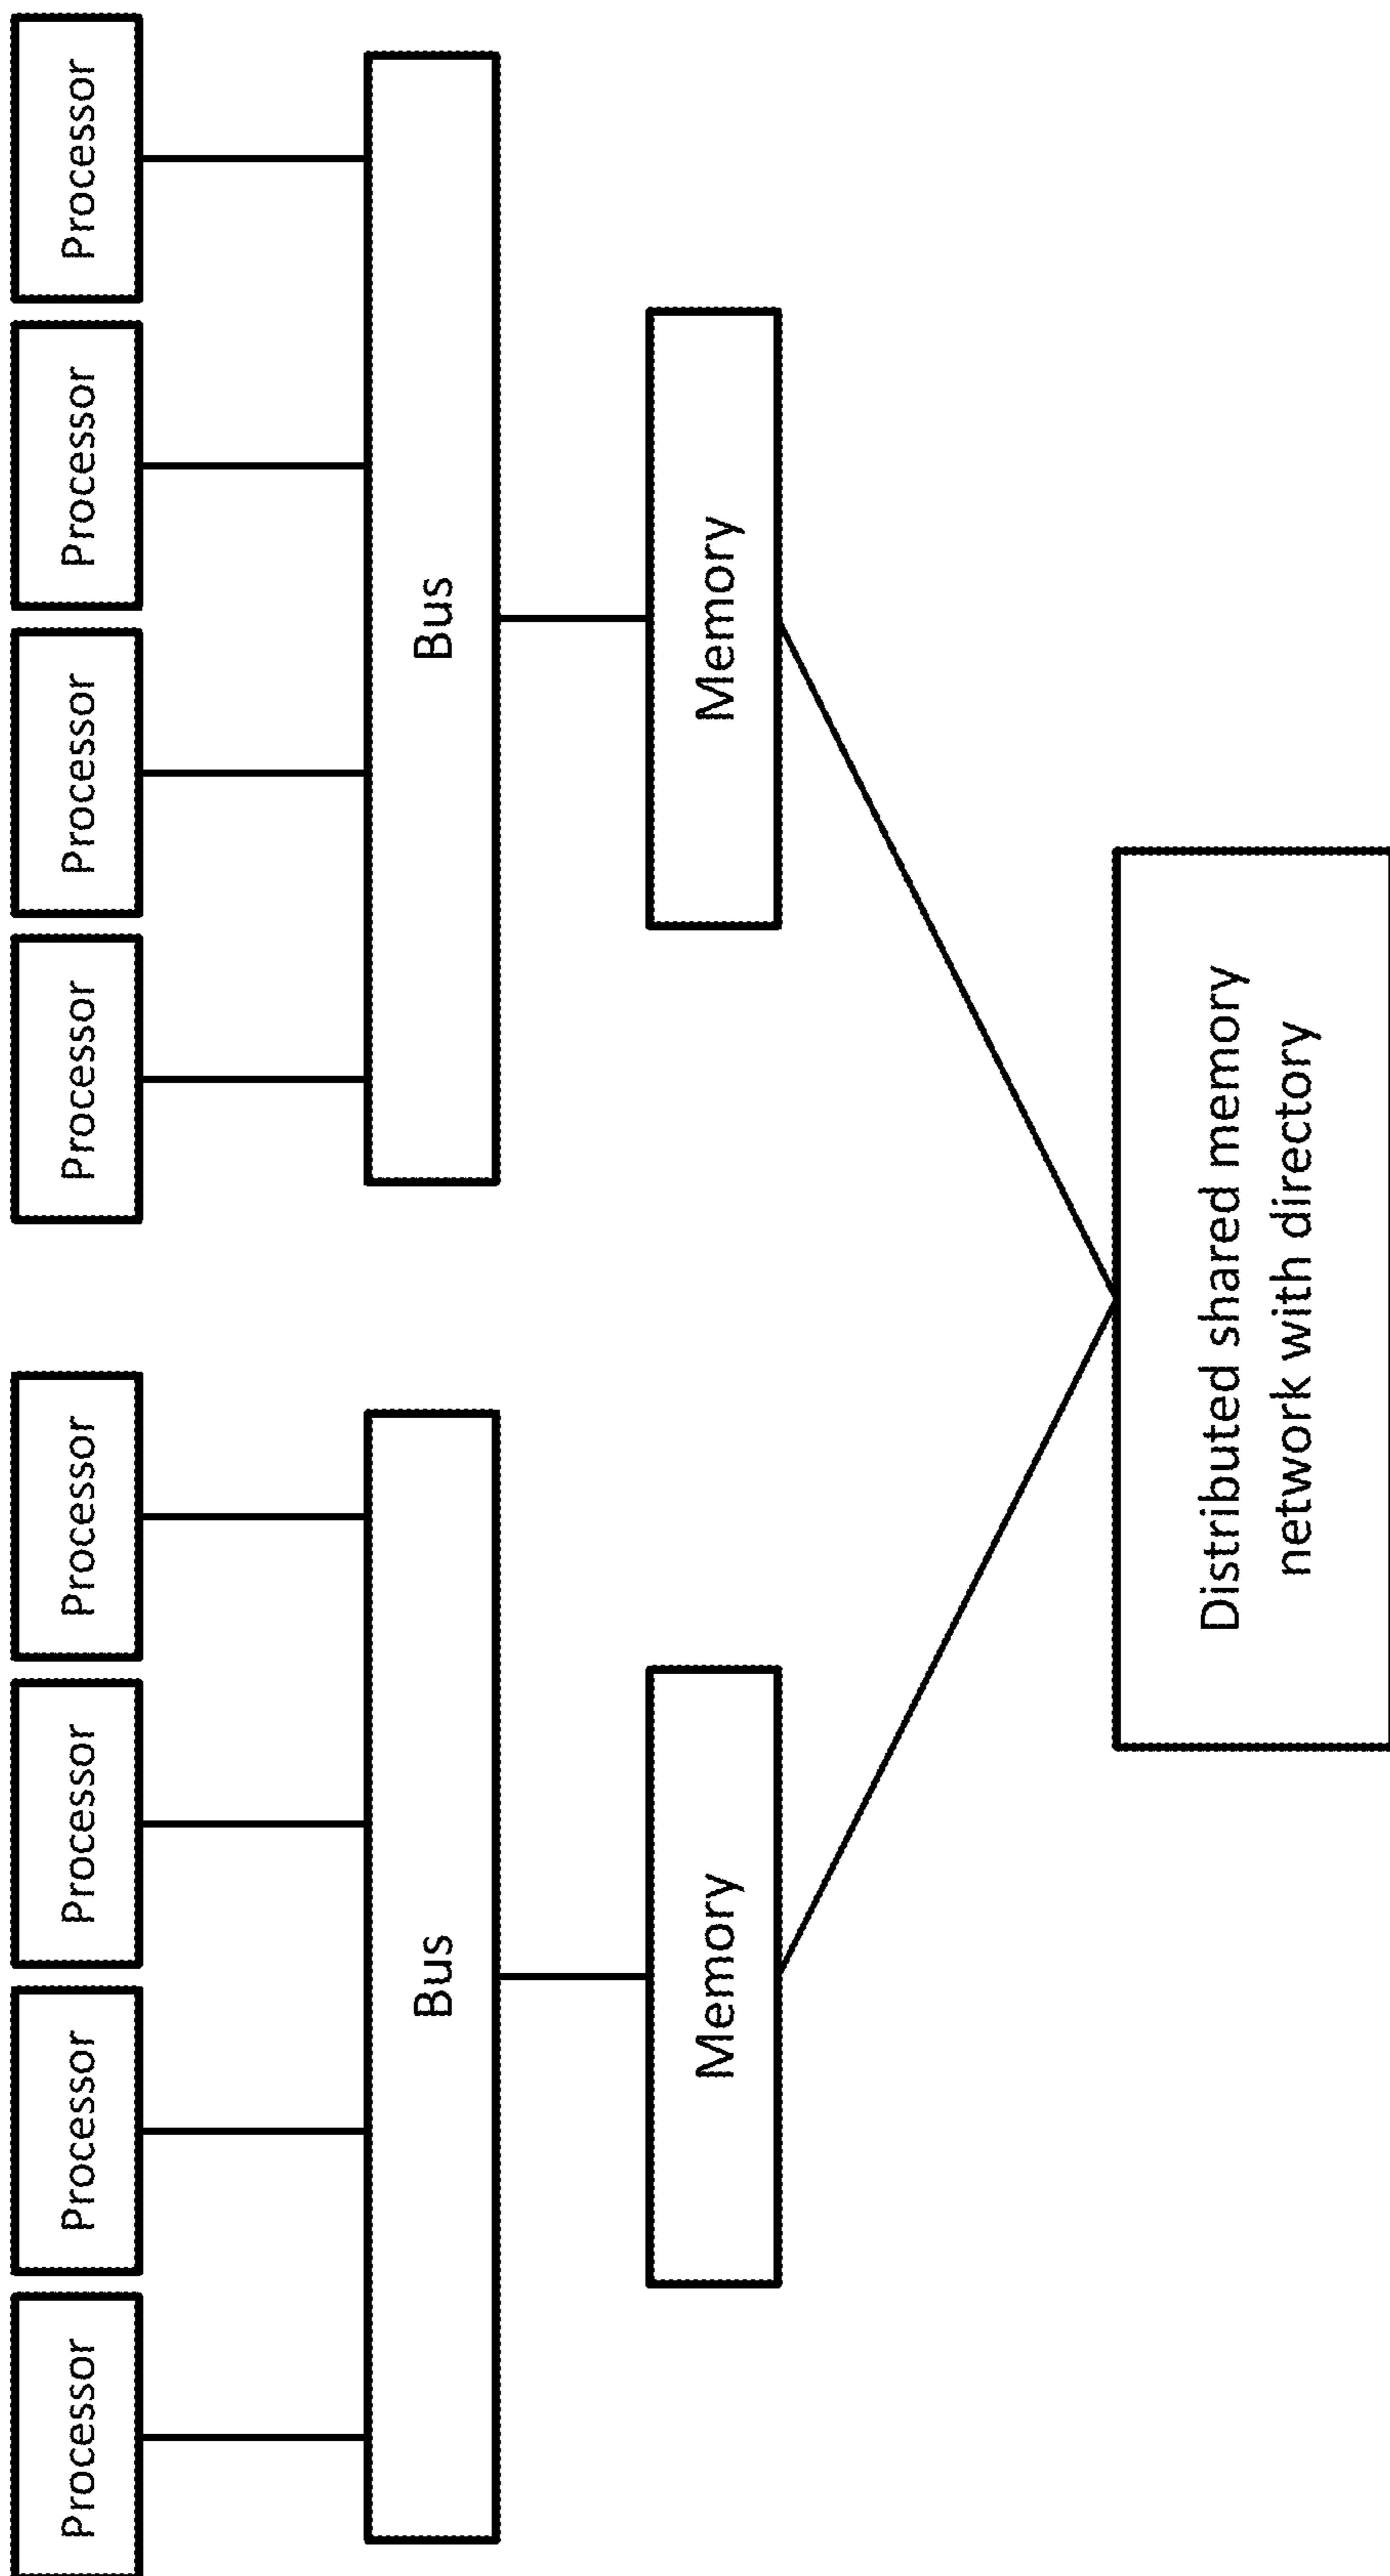 Processor
Processor
Processor
Processor
Processor
Processor
Processor
Processor
Bus
Bus
Memory
Memory
Distributed shared memory
network with directory